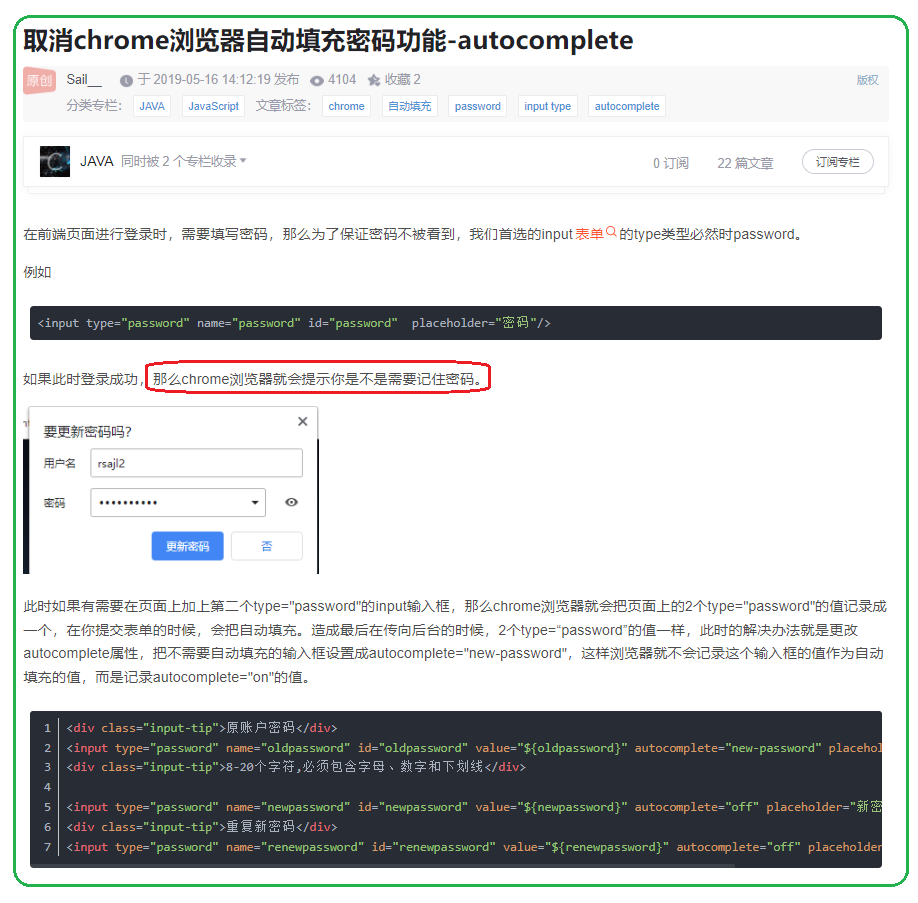 取消chrome浏览器自动填充密码功能-autocomplete
原创 Sail__ 于 2019-05-16 14:12:19 发布 4104 收藏 2 版权
分类专栏： JAVA JavaScript 文章标签： chrome 自动填充 password input type autocomplete
JAVA 同时被 2 个专栏收录 0 订阅 22 篇文章 订阅专栏
在前端页面进行登录时，需要填写密码，那么为了保证密码不被看到，我们首选的input 表单 的type类型必然时password。
例如
<input type="password" name="password" id="password"  placeholder="密码"/>
如果此时登录成功，那么chrome浏览器就会提示你是不是需要记住密码。
要更新密码吗?
用户名 rsajl2
密码 ••••••••••
更新密码 否
此时如果有需要在页面上加上第二个type="password"的input输入框，那么chrome浏览器就会把页面上的2个type="password"的值记录成
一个，在你提交表单的时候，会把自动填充。造成最后在传向后台的时候，2个type=“password”的值一样，此时的解决办法就是更改
autocomplete属性，把不需要自动填充的输入框设置成autocomplete="new-password"，这样浏览器就不会记录这个输入框的值作为自动
填充的值，而是记录autocomplete="on"的值。
1 <div class="input-tip">原账户密码</div>
2 <input type="password" name="oldpassword" id="oldpassword" value="${oldpassword}" autocomplete="new-password" placehol
3 <div class="input-tip">8-20个字符,必须包含字母、数字和下划线</div>
4
5 <input type="password" name="newpassword" id="newpassword" value="${newpassword}" autocomplete="off" placeholder="新密
6 <div class="input-tip">重复新密码</div>
7 <input type="password" name="renewpassword" id="renewpassword" value="${renewpassword}" autocomplete="off" placeholder